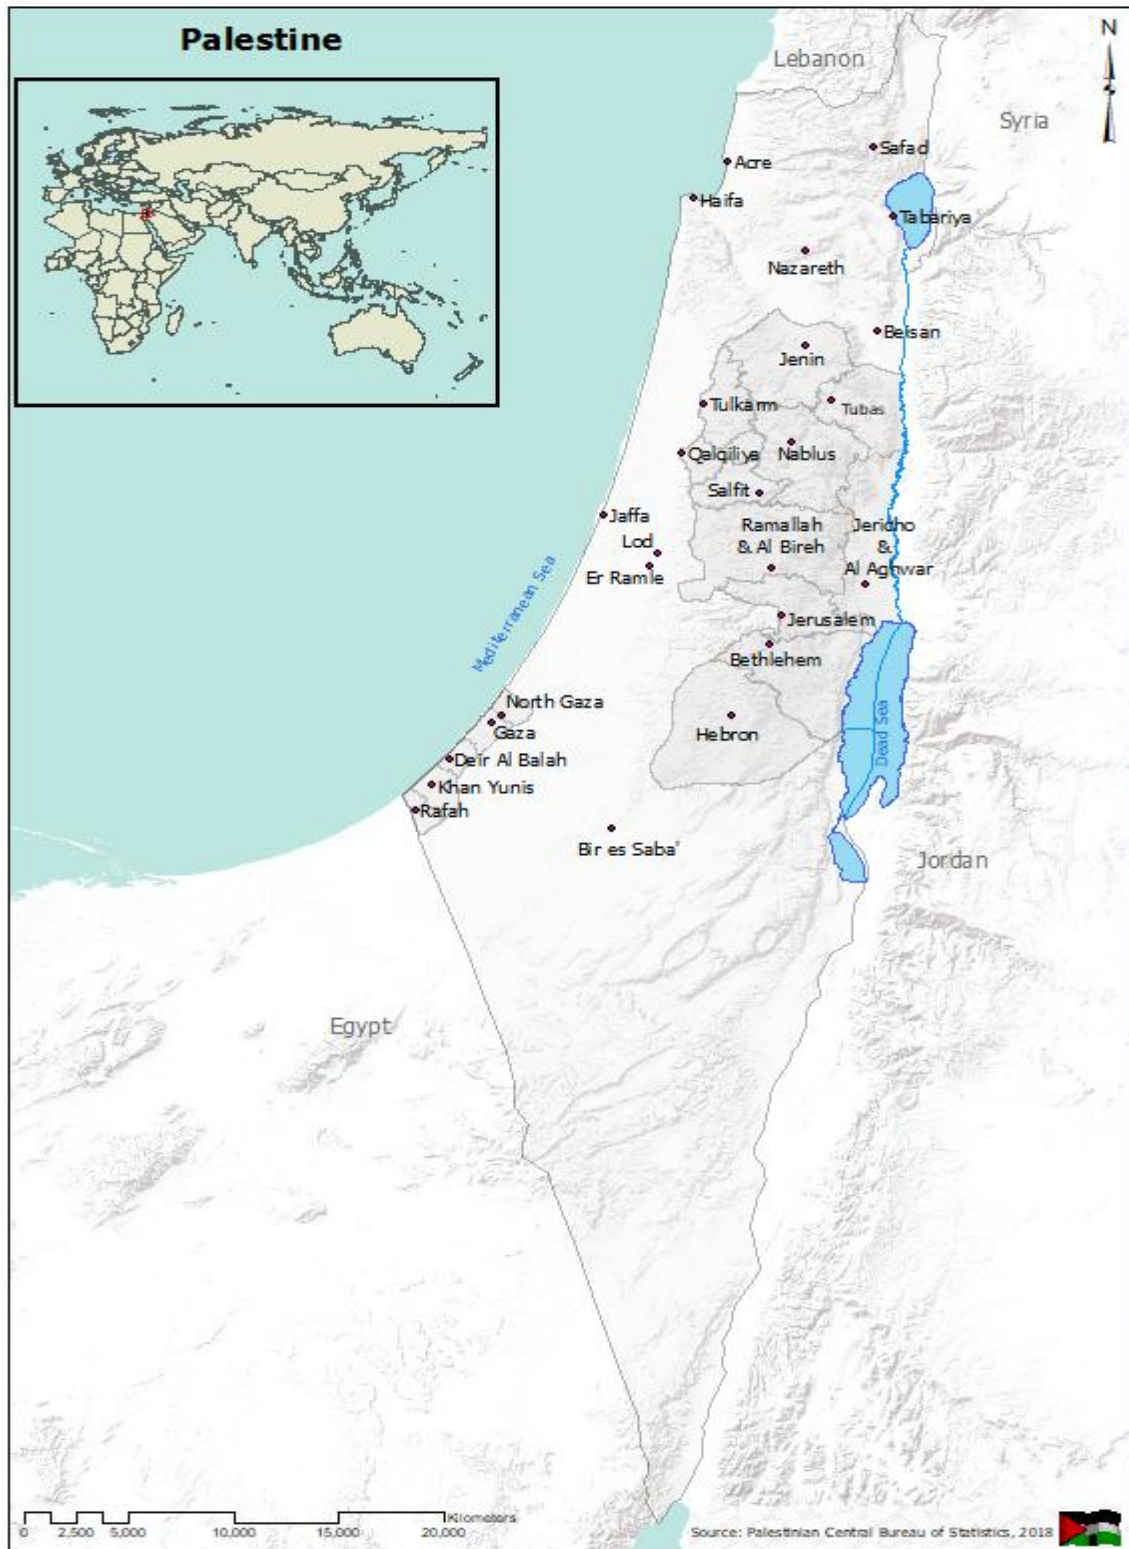 Palestine
N
Lebanon
Syria
Safad
Acre
Haifa
Tabariya
Nazareth
Beisan
Jenin
Tulkarm
Tubas
Qalqiliya
Nablus
Salfit
Jaffa
Ramallah
& Al Bireh
Jericho
&
Al Aghwar
Lod
Er Ramle
Mediterranean Sea
Jerusalem
Bethlehem
North Gaza
Gaza
Hebron
Dead Sea
Deir Al Balah
Khan Yunis
Rafah
Bir es Saba'
Jordan
Egypt
Kilometers
0 2,500 5,000 10,000 15,000 20,000
Source: Palestinian Central Bureau of Statistics, 2018